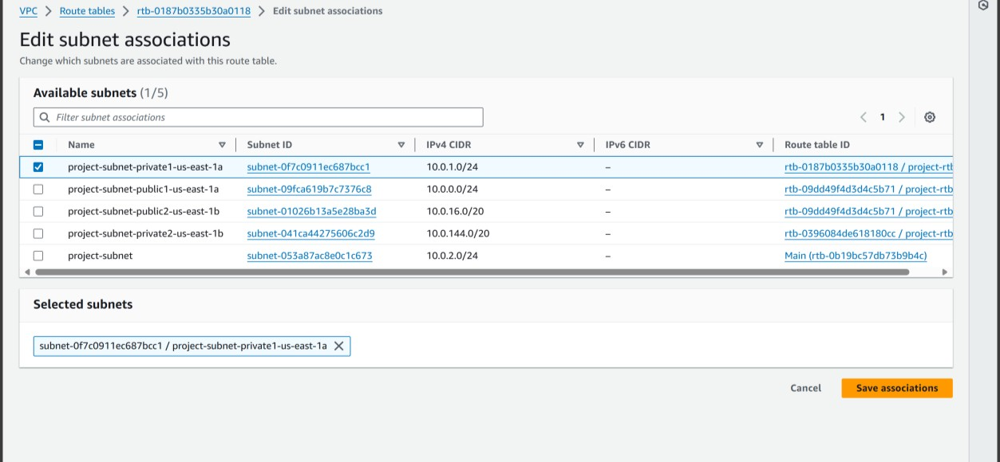 VPC > Route tables > rtb-0187b0335b30a0118 > Edit subnet associations
Edit subnet associations
Change which subnets are associated with this route table.
Available subnets (1/5)
Filter subnet associations
1
Name Subnet ID IPv4 CIDR IPv6 CIDR Route table ID
project-subnet-private1-us-east-1a subnet-0f7c0911ec687bcc1 10.0.1.0/24 – rtb-0187b0335b30a0118 / project-rtb
project-subnet-public1-us-east-1a subnet-09fca619b7c7376c8 10.0.0.0/24 – rtb-09dd49f4d3d4c5b71 / project-rtb
project-subnet-public2-us-east-1b subnet-01026b13a5e28ba3d 10.0.16.0/20 – rtb-09dd49f4d3d4c5b71 / project-rtb
project-subnet-private2-us-east-1b subnet-041ca44275606c2d9 10.0.144.0/20 – rtb-0396084de618180cc / project-rtb
project-subnet subnet-053a87ac8e0c1c673 10.0.2.0/24 – Main (rtb-0b19bc57db73b9b4c)
Selected subnets
subnet-0f7c0911ec687bcc1 / project-subnet-private1-us-east-1a
Cancel Save associations